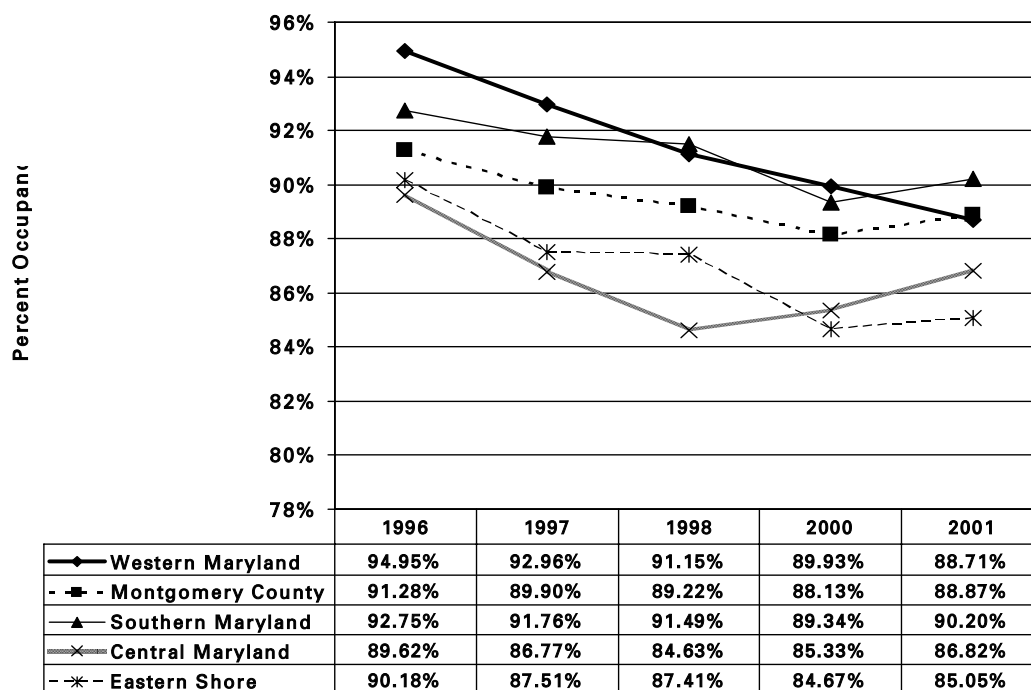 96%
94%
92%
90%
88%
86%
84%
82%
80%
78%
Percent
1996 1997 1998 2000 2001
Western Maryland 94.95% 92.96% 91.15% 89.93% 88.71%
Montgomery County 91.28% 89.90% 89.22% 88.13% 88.87%
Southern Maryland 92.75% 91.76% 91.49% 89.34% 90.20%
Central Maryland 89.62% 86.77% 84.63% 85.33% 86.82%
Eastern Shore 90.18% 87.51% 87.41% 84.67% 85.05%